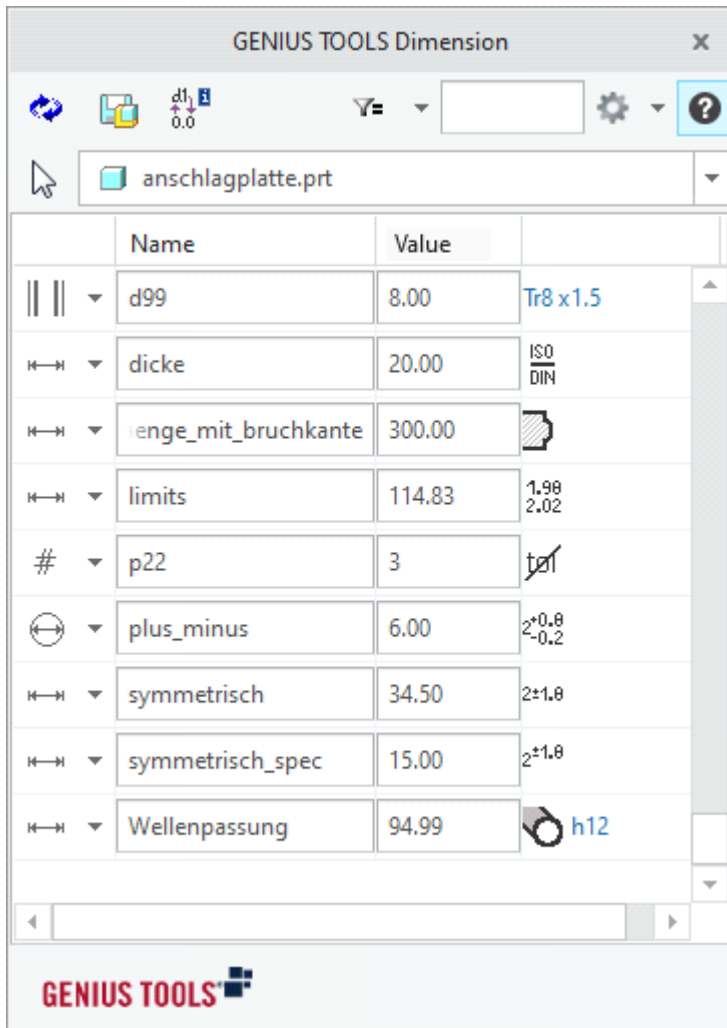 GENIUS TOOLS Dimension
d1 i
0.0
= ?
anschlagplatte.prt
Name Value
d99 8.00 Tr8 x1.5
dicke 20.00 ISO
DIN
enge_mit_bruchkante 300.00
limits 114.83 1.98
2.02
# p22 3 tol
plus_minus 6.00 2+0.8
-0.2
symmetrisch 34.50 2±1.8
symmetrisch_spec 15.00 2±1.8
Wellenpassung 94.99 h12
GENIUS TOOLS